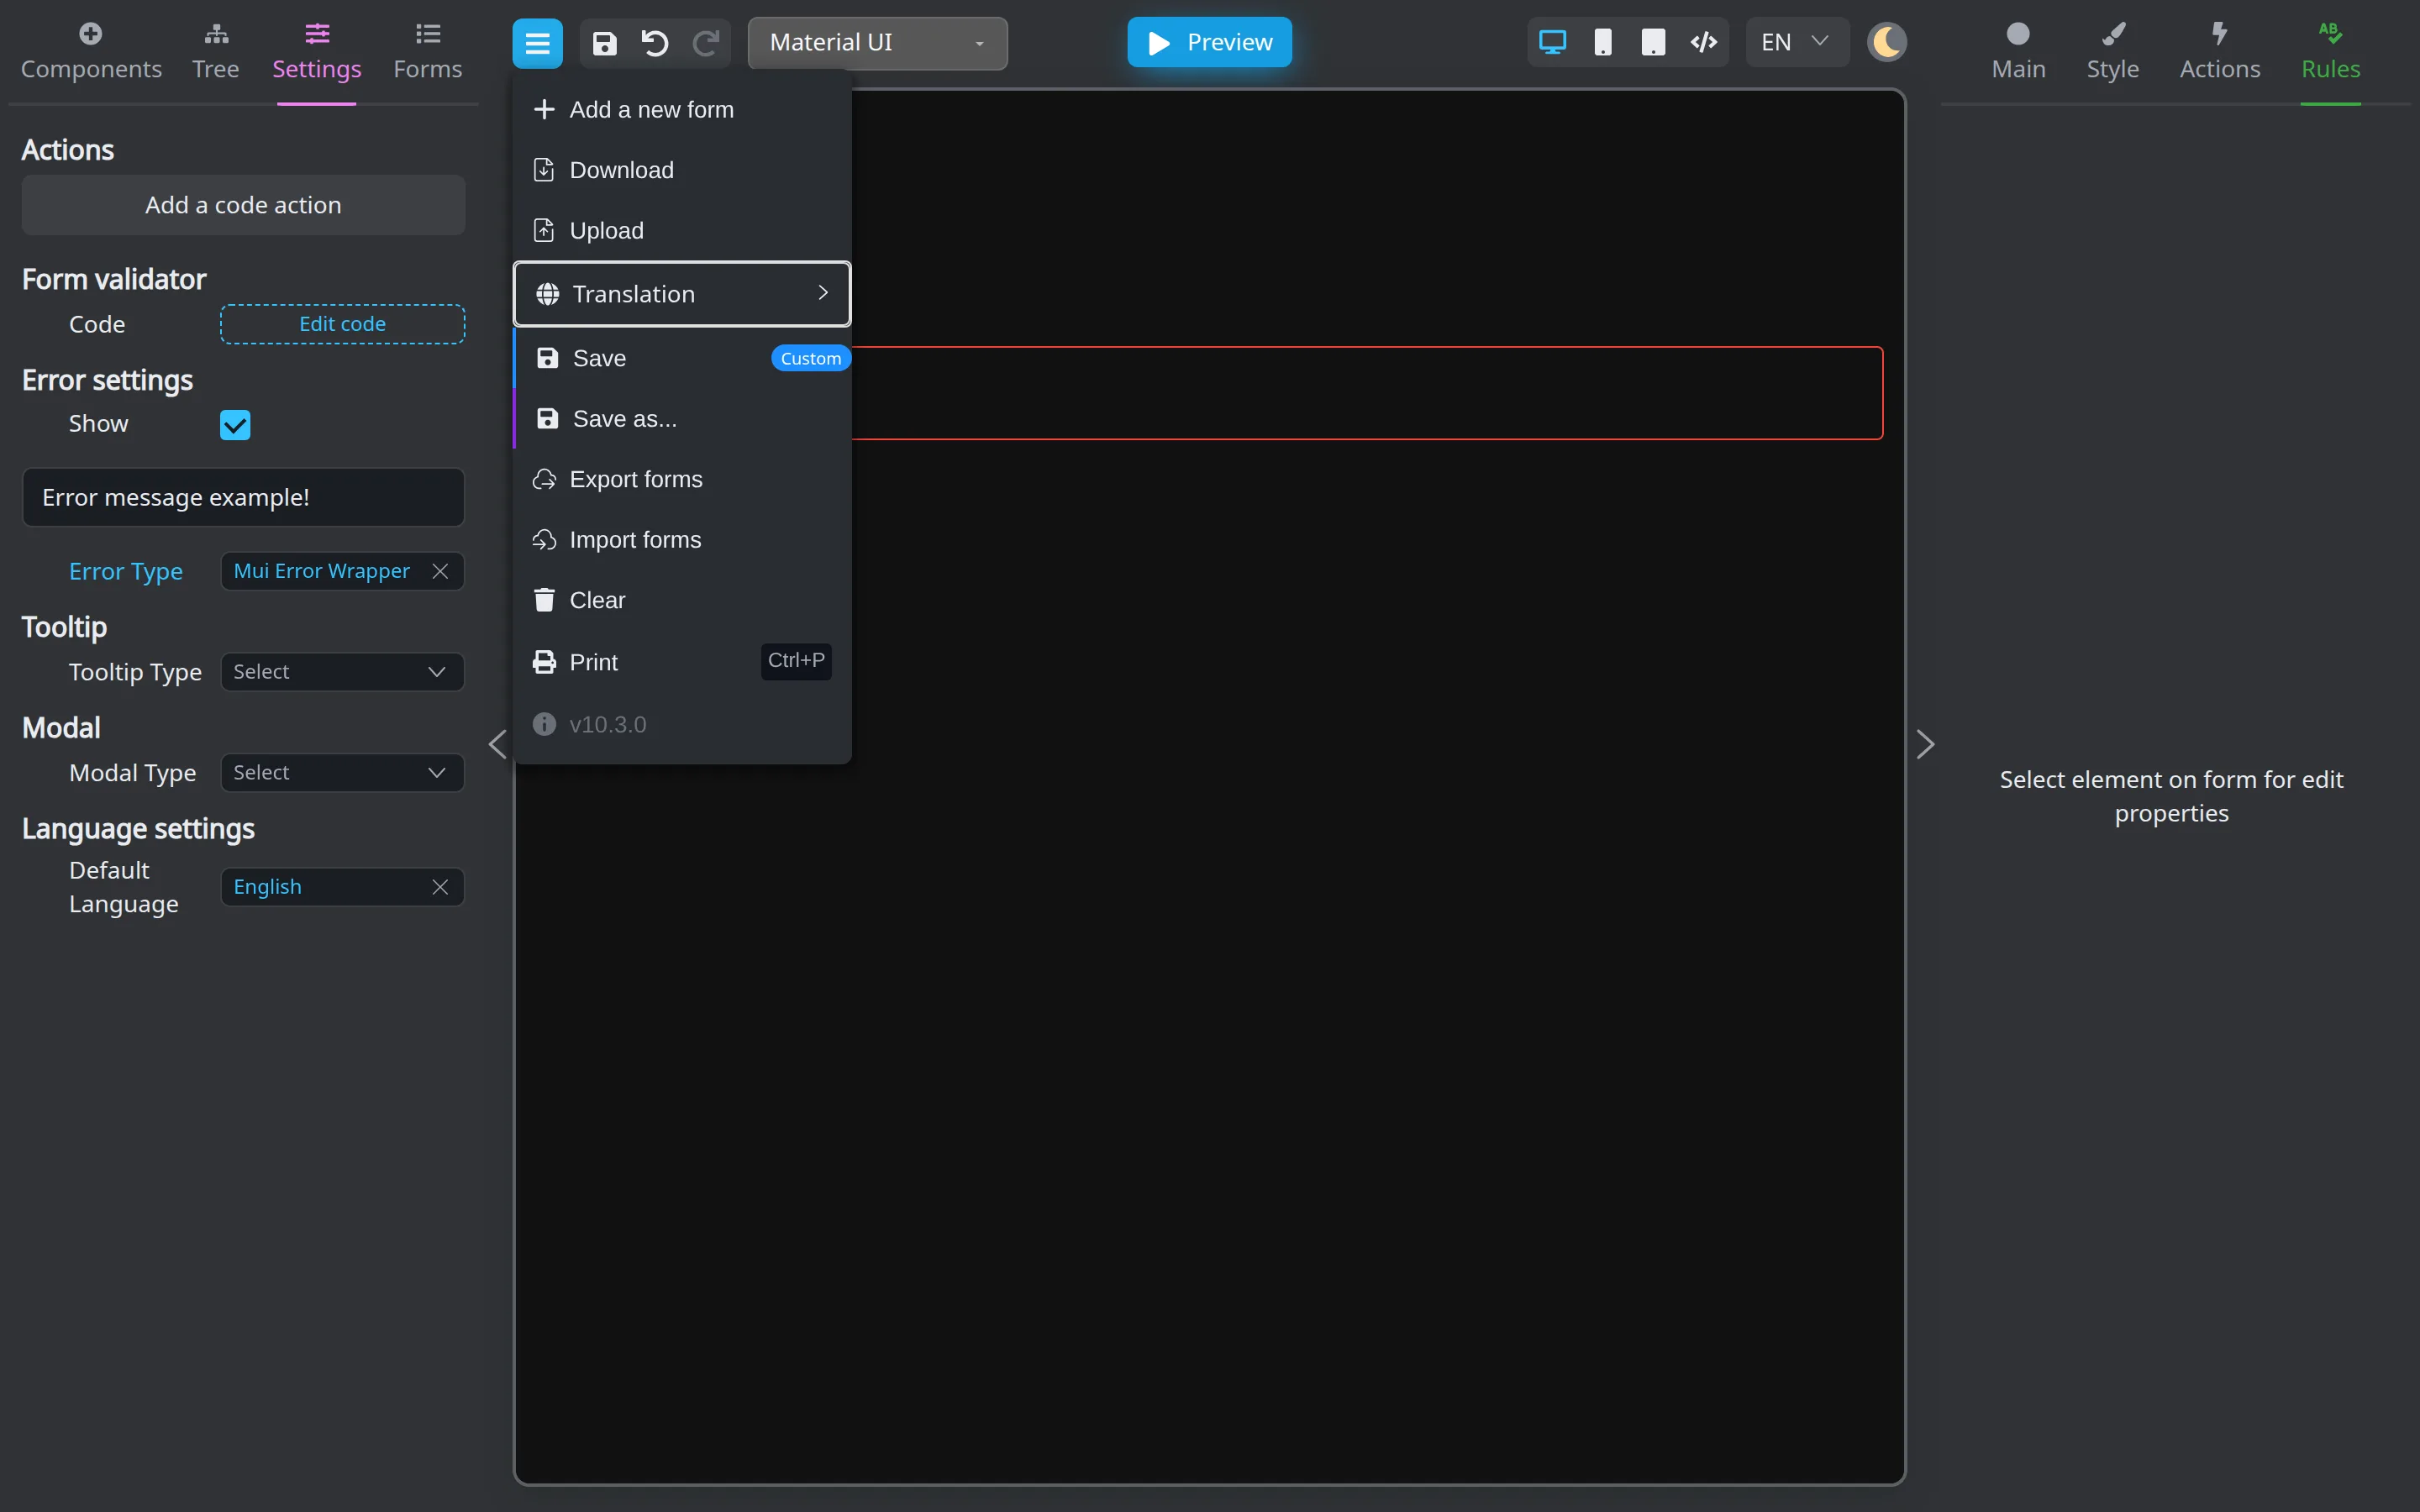 Components
Tree
Settings
Forms
Material UI
Preview
EN
Main
Style
Actions
Rules
Actions
Add a code action
Form validator
Code
Edit code
Error settings
Show
Error message example!
Error Type
Mui Error Wrapper
Tooltip
Tooltip Type
Select
Modal
Modal Type
Select
Language settings
Default
Language
English
Add a new form
Download
Upload
Translation
Save
Custom
Save as...
Export forms
Import forms
Clear
Print
Ctrl+P
v10.3.0
Select element on form for edit
properties